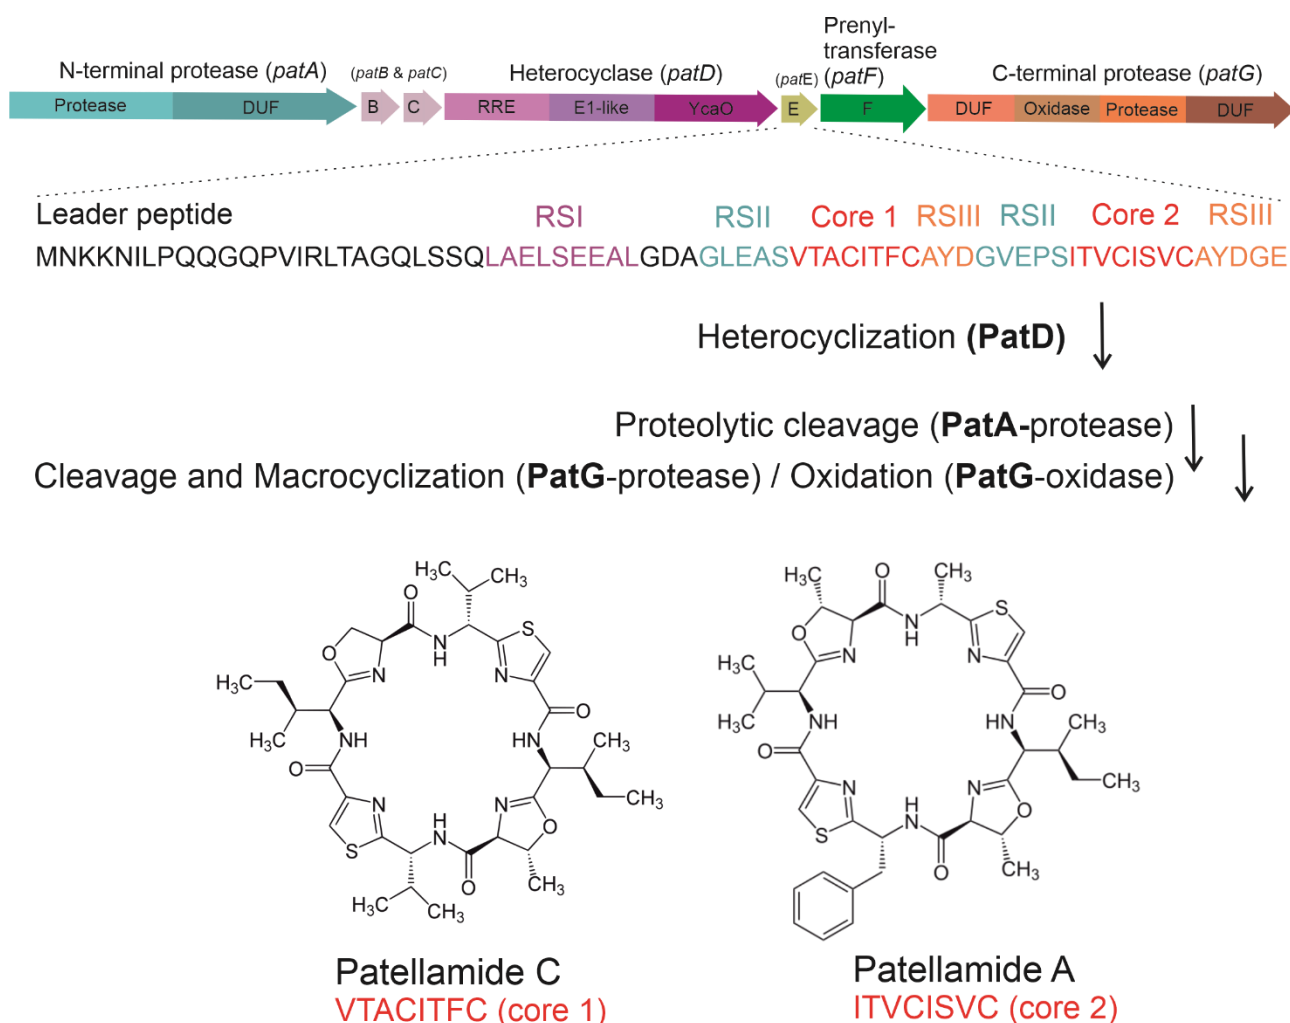 Prenyl-
transferase
N-terminal protease (patA) (patB & patC) Heterocyclase (patD) (patE) (patF) C-terminal protease (patG)
Protease DUF B C RRE E1-like YcaO E F DUF Oxidase Protease DUF
Leader peptide RSI RSII Core 1 RSIII RSII Core 2 RSIII
MNKKNILPQQGQPVIRLTAGQLSSQLAELSEEALGDAGLEASVTACITFCAYDGVEPSITVCISVCAYDGE
Heterocyclization (PatD)
Proteolytic cleavage (PatA-protease)
Cleavage and Macrocyclization (PatG-protease) / Oxidation (PatG-oxidase)
H₃C CH₃
O
N
H
S
N
O
N
H₃C
H₃C
NH
O
O
HN
CH₃
CH₃
N
S
H
N
O
N
O
CH₃
H₃C CH₃
H₃C
O
CH₃
N
H
S
N
O
N
H₃C
H₃C
NH
O
O
HN
CH₃
CH₃
N
S
H
N
O
N
O
CH₃
Patellamide C
VTACITFC (core 1)
Patellamide A
ITVCISVC (core 2)